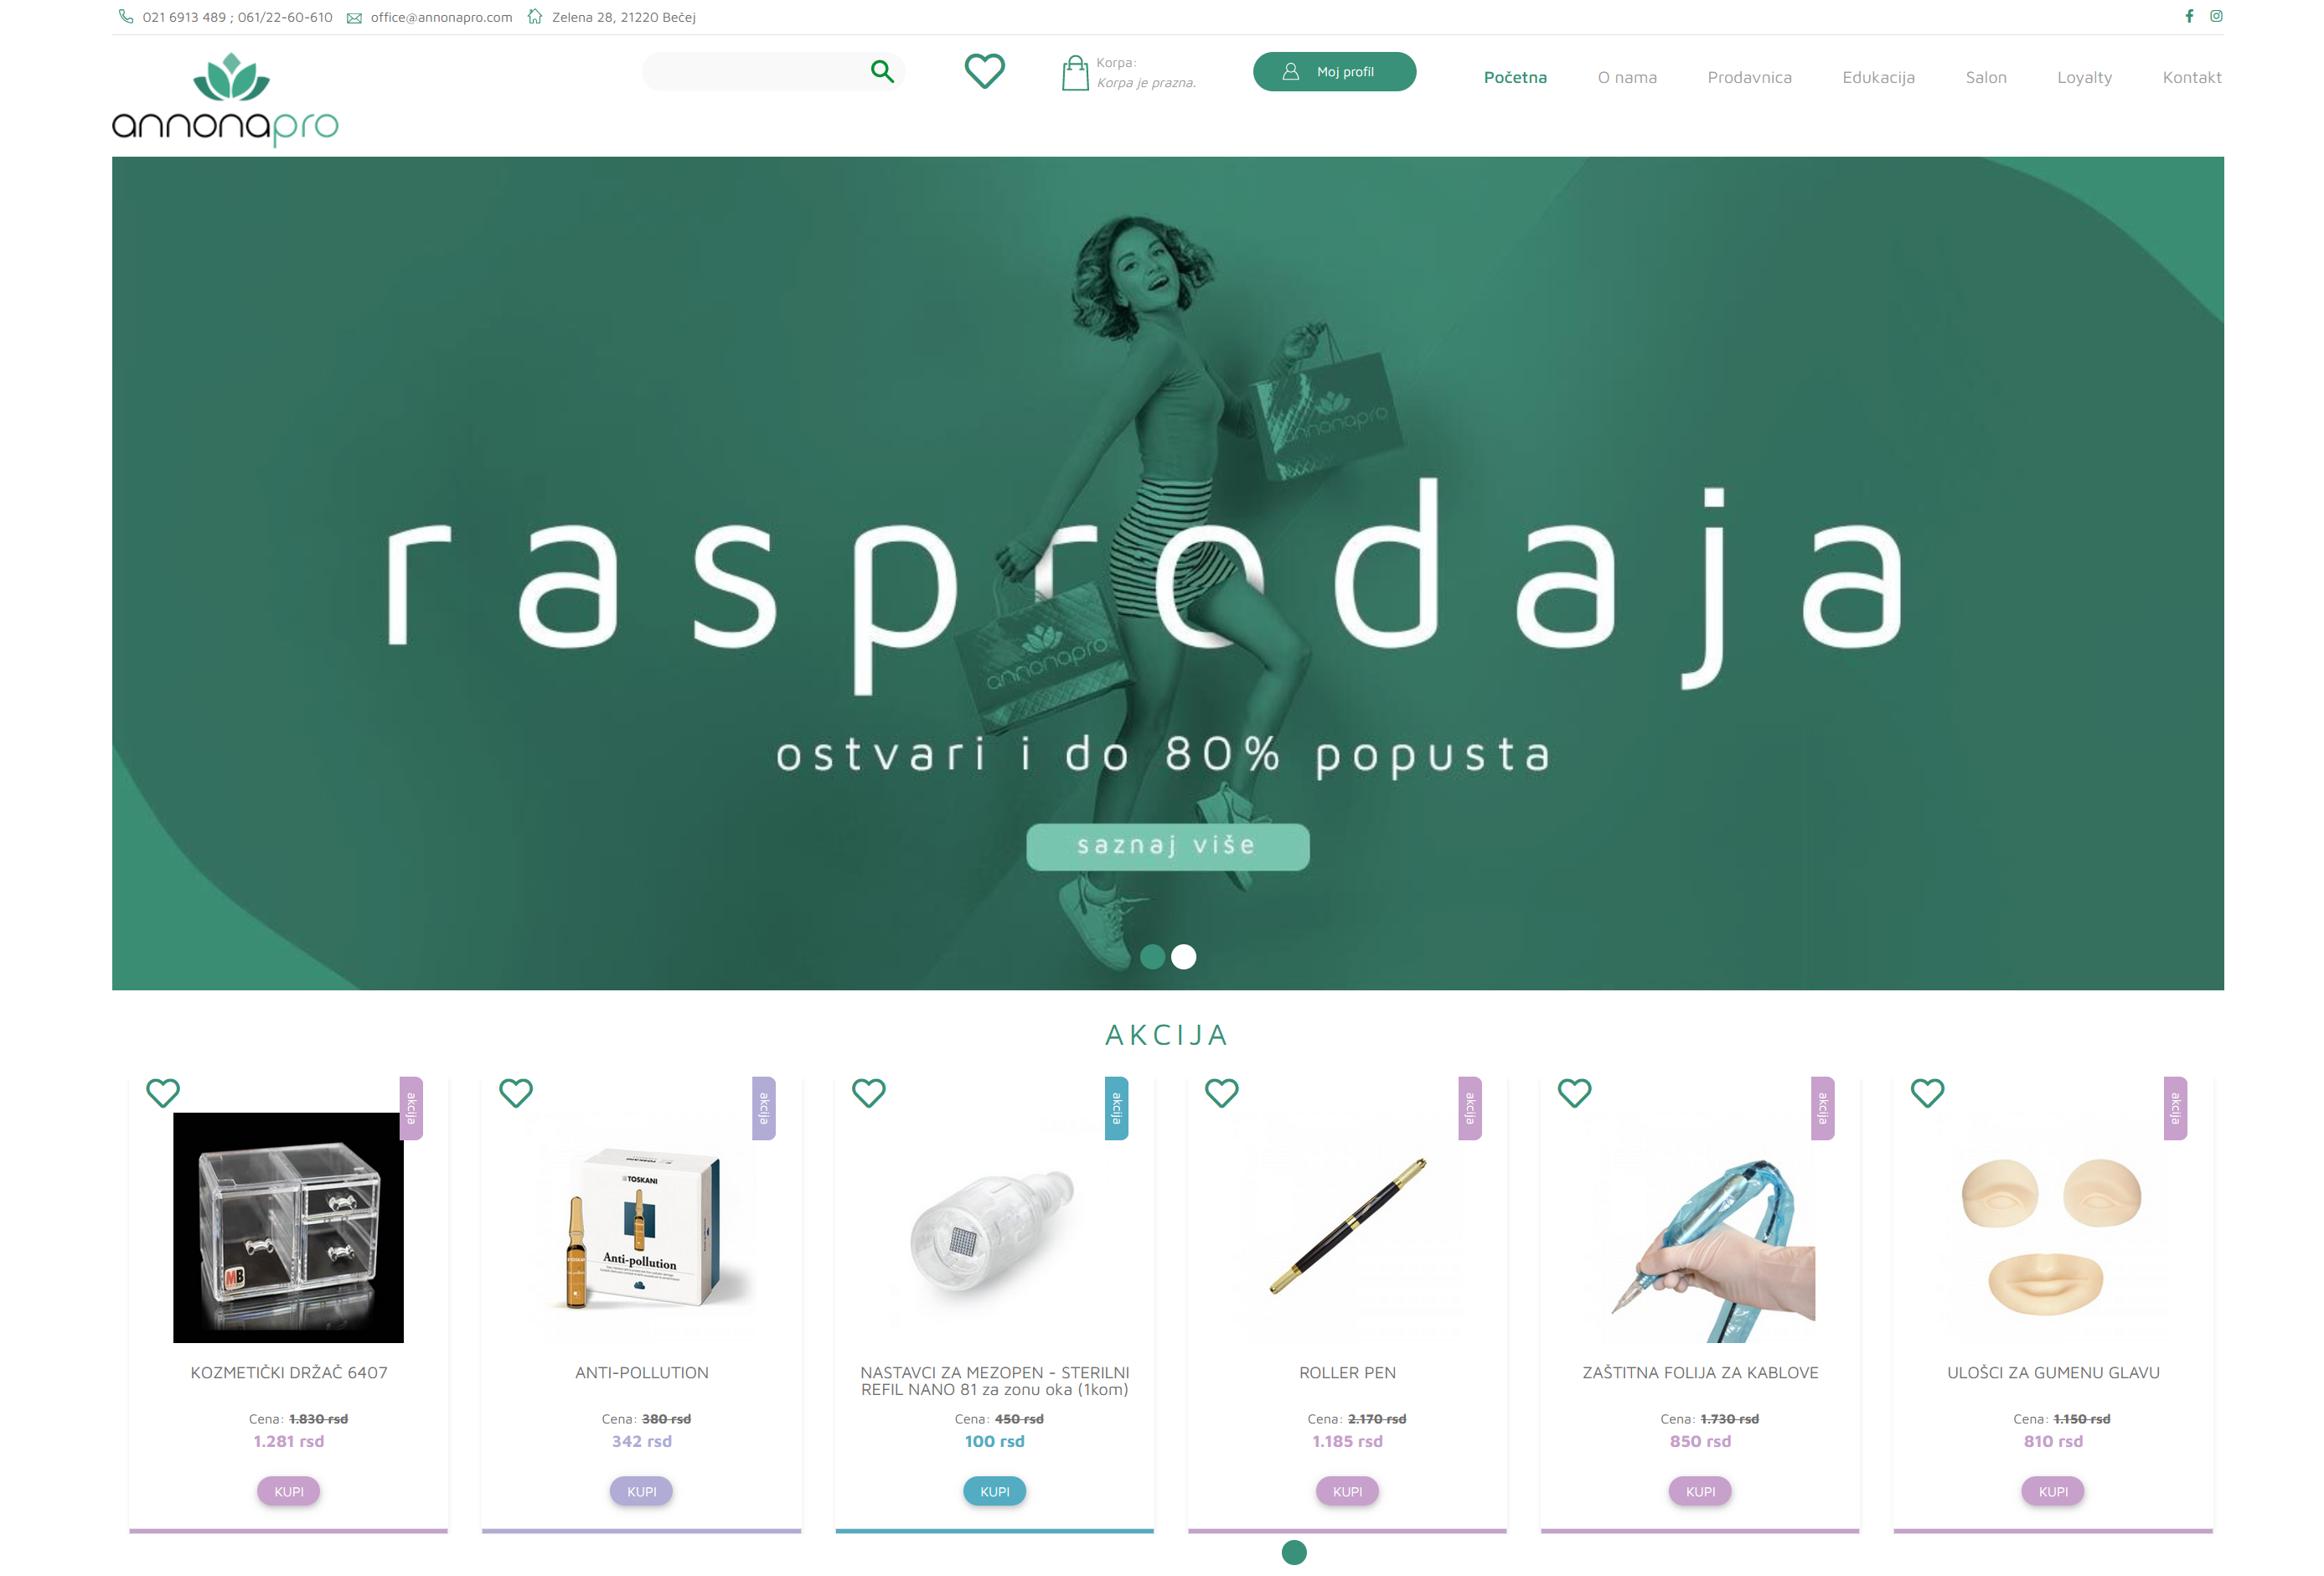 021 6913 489 ; 061/22-60-610 office@annonapro.com Zelena 28, 21220 Bečej
annonapro
Korpa:
Korpa je prazna.
Moj profil
Početna O nama Prodavnica Edukacija Salon Loyalty Kontakt
annonapro
rasprodaja
annonapro
ostvari i do 80% popusta
saznaj više
AKCIJA
akcija akcija akcija akcija akcija akcija
TOSKANI
Anti-pollution
MB
KOZMETIČKI DRŽAČ 6407
Cena: 1.830 rsd
1.281 rsd
KUPI
ANTI-POLLUTION
Cena: 380 rsd
342 rsd
KUPI
NASTAVCI ZA MEZOPEN - STERILNI
REFIL NANO 81 za zonu oka (1kom)
Cena: 450 rsd
100 rsd
KUPI
ROLLER PEN
Cena: 2.170 rsd
1.185 rsd
KUPI
ZAŠTITNA FOLIJA ZA KABLOVE
Cena: 1.730 rsd
850 rsd
KUPI
ULOŠCI ZA GUMENU GLAVU
Cena: 1.150 rsd
810 rsd
KUPI